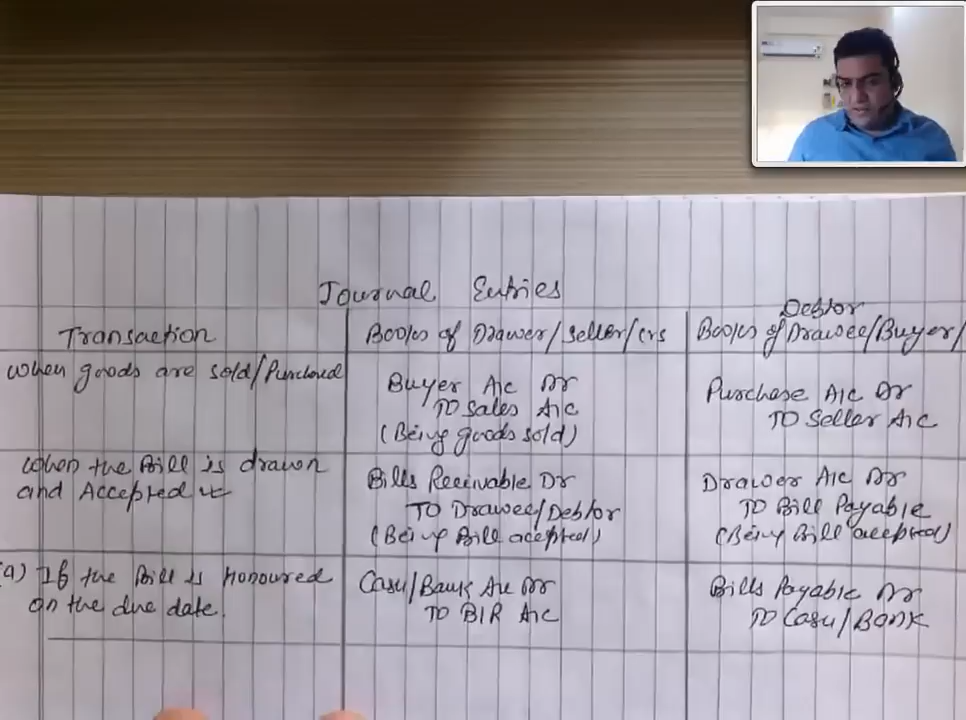 Journal Entries
Transaction
Books of Drawer/Seller/Crs
Debtor
Books of Drawee/Buyer/
When goods are sold/Purchased
Buyer A/c Dr
To Sales A/c
(Being goods sold)
Purchase A/c Dr
To Seller A/c
When the Bill is drawn
and Accepted
Bills Receivable Dr
To Drawee/Debtor
(Being Bill accepted)
Drawer A/c Dr
To Bill Payable
(Being Bill accepted)
(a) If the Bill is Honoured
on the due date.
Cash/Bank A/c Dr
To B/R A/c
Bills Payable Dr
To Cash/Bank